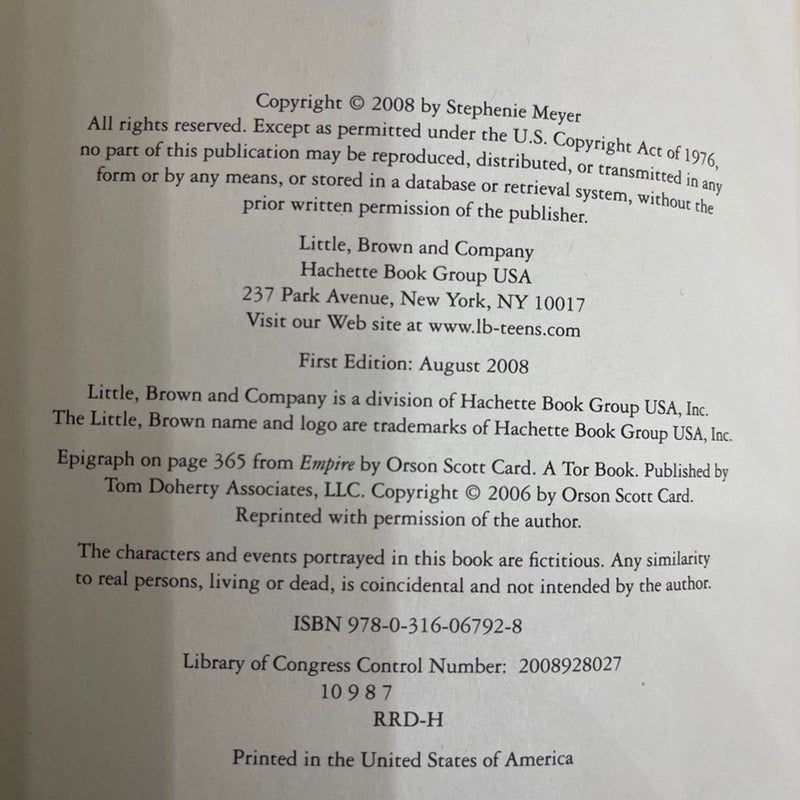 Copyright © 2008 by Stephenie Meyer
All rights reserved. Except as permitted under the U.S. Copyright Act of 1976,
no part of this publication may be reproduced, distributed, or transmitted in any
form or by any means, or stored in a database or retrieval system, without the
prior written permission of the publisher.
Little, Brown and Company
Hachette Book Group USA
237 Park Avenue, New York, NY 10017
Visit our Web site at www.lb-teens.com
First Edition: August 2008
Little, Brown and Company is a division of Hachette Book Group USA, Inc.
The Little, Brown name and logo are trademarks of Hachette Book Group USA, Inc.
Epigraph on page 365 from Empire by Orson Scott Card. A Tor Book. Published by
Tom Doherty Associates, LLC. Copyright © 2006 by Orson Scott Card.
Reprinted with permission of the author.
The characters and events portrayed in this book are fictitious. Any similarity
to real persons, living or dead, is coincidental and not intended by the author.
ISBN 978-0-316-06792-8
Library of Congress Control Number: 2008928027
10 9 8 7
RRD-H
Printed in the United States of America